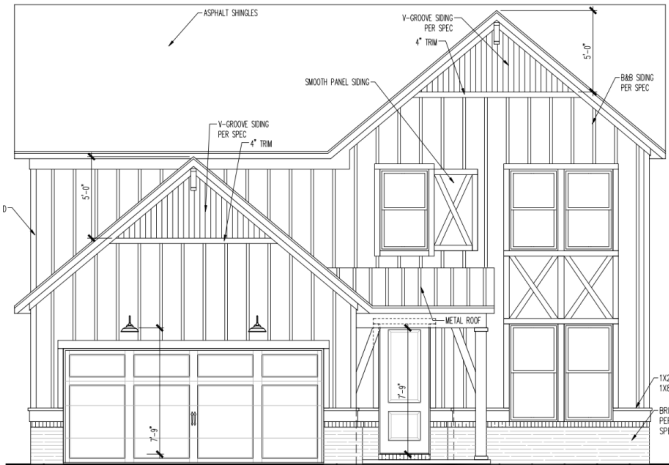 ASPHALT SHINGLES
V-GROOVE SIDING
PER SPEC
4" TRIM
5'-0"
SMOOTH PANEL SIDING
B&B SIDING
PER SPEC
V-GROOVE SIDING
PER SPEC
4" TRIM
5'-0"
D
METAL ROOF
7'-9"
7'-9"
1X2
1X8
BRI
PER
SPE